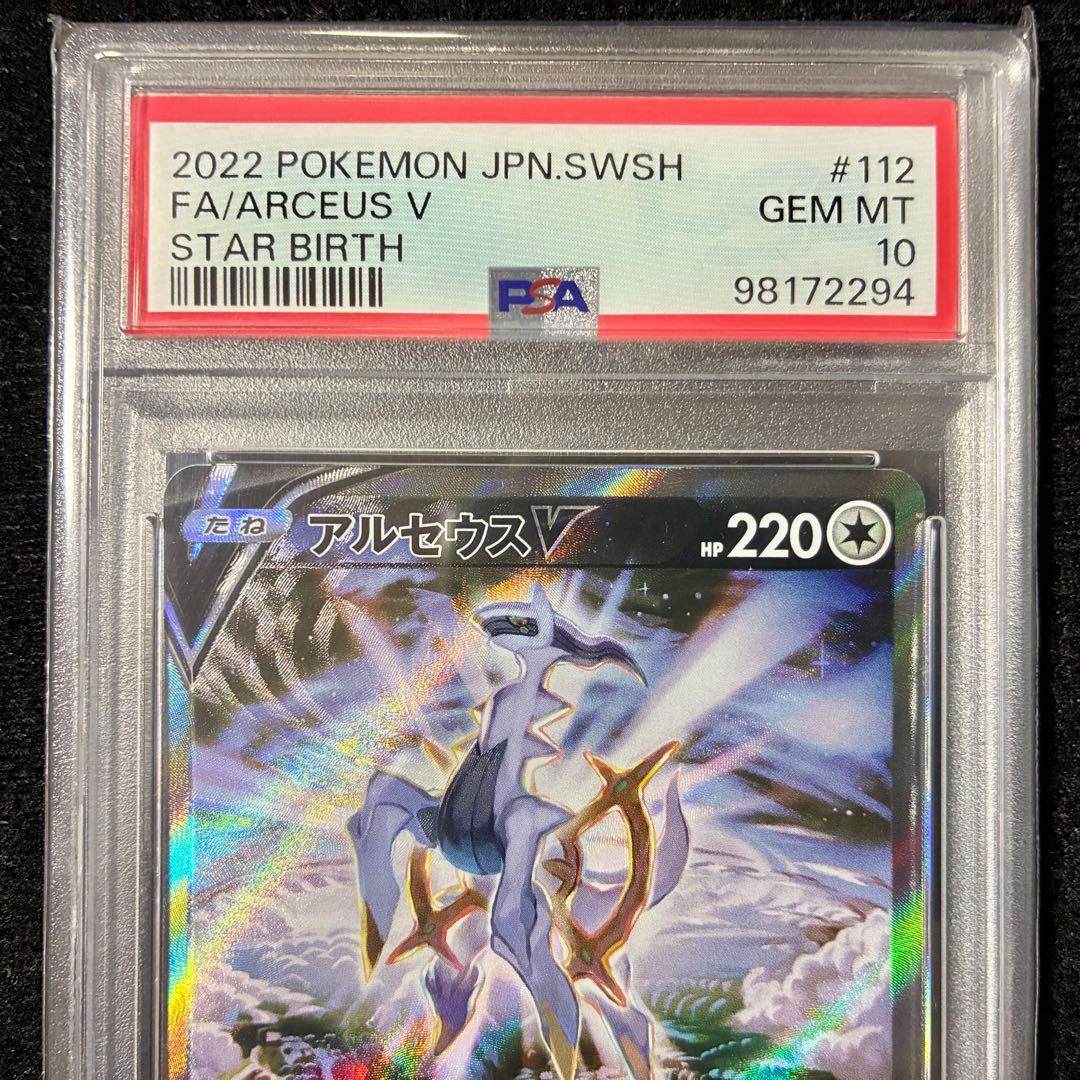 2022 POKEMON JPN.SWSH #112
FA/ARCEUS V GEM MT
STAR BIRTH 10
PSA 98172294
たね アルセウスV HP 220